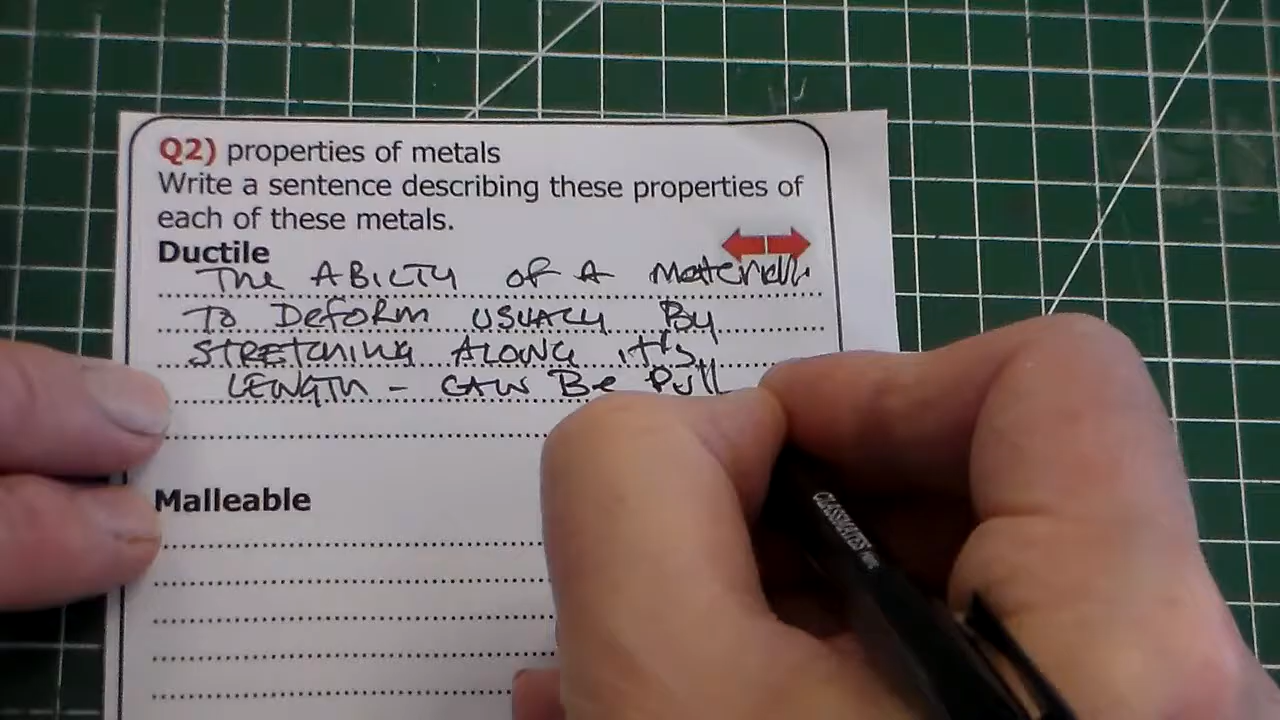 Q2) properties of metals
Write a sentence describing these properties of
each of these metals.
Ductile
The ABILTY OF A Material
TO DEFORM USUALLY By
STRETCHING ALONG it's
LENGTH - CAN Be Pull
Malleable
CLASSMATES